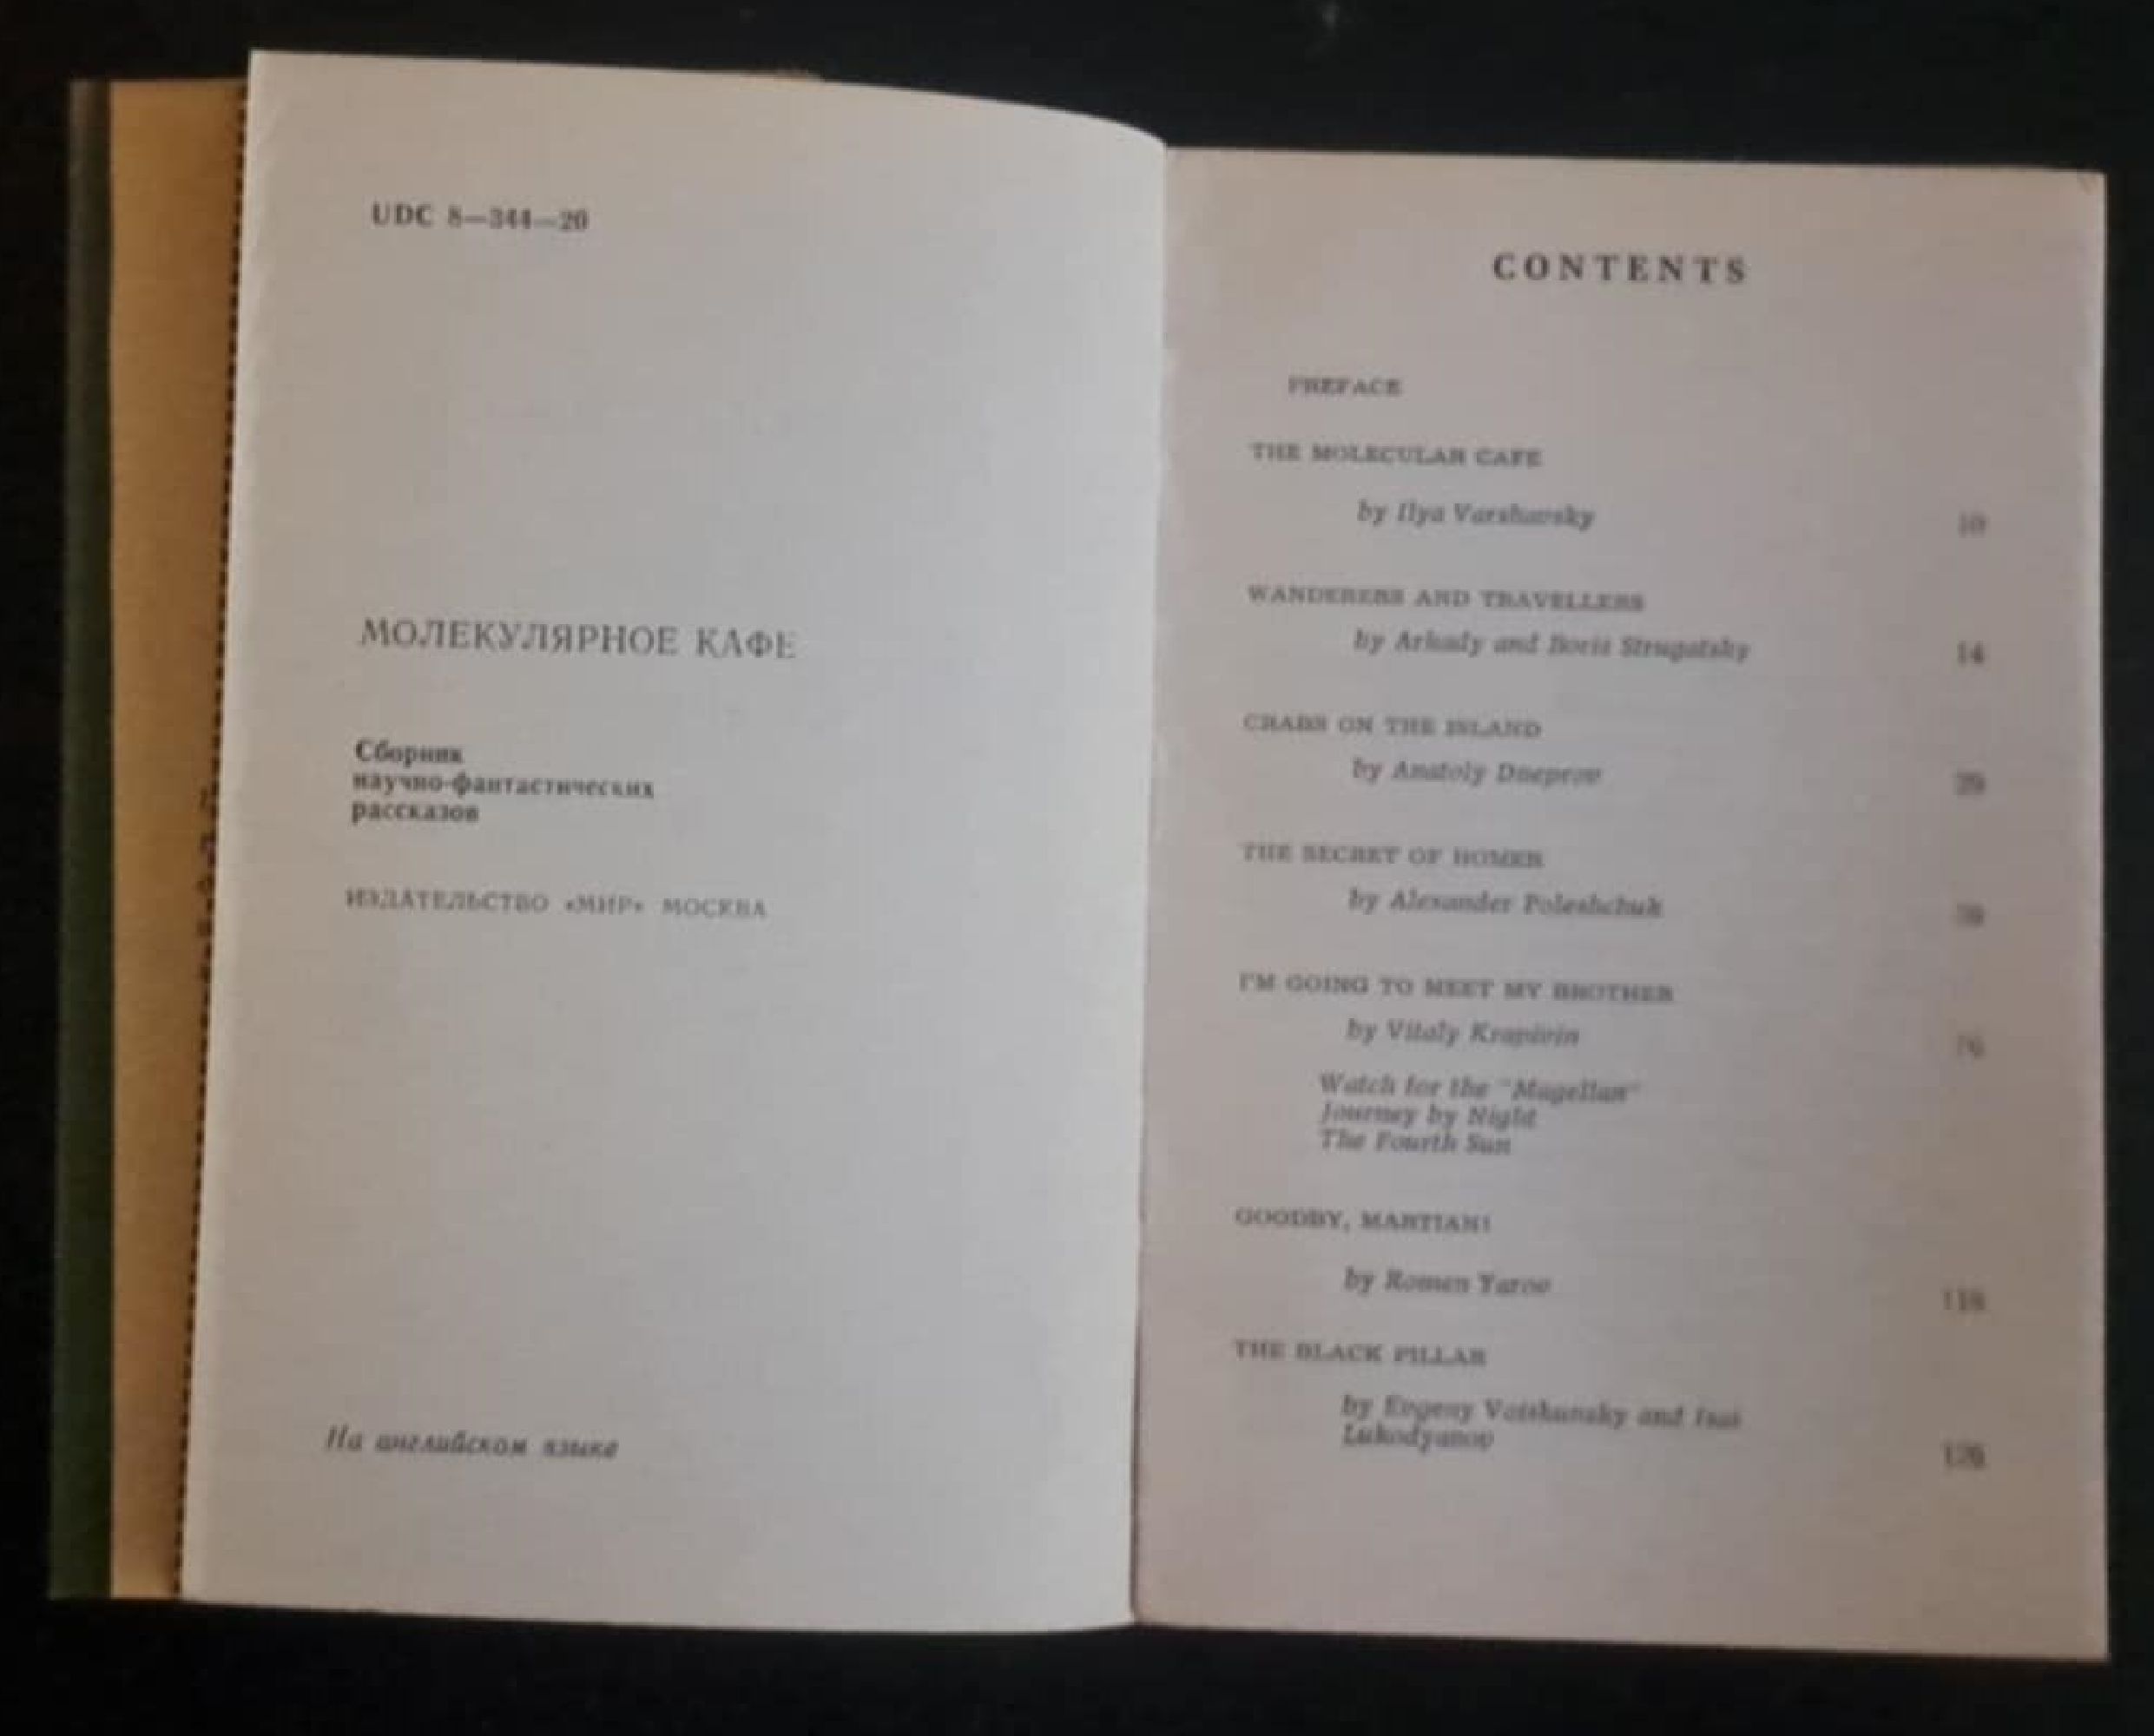 UDC 8—344—20
МОЛЕКУЛЯРНОЕ КАФЕ
Сборник
научно-фантастических
рассказов
ИЗДАТЕЛЬСТВО «МИР» МОСКВА
На английском языке
CONTENTS
PREFACE
THE MOLECULAR CAFE
by Ilya Varshavsky 10
WANDERERS AND TRAVELLERS
by Arkady and Boris Strugatsky 14
CRABS ON THE ISLAND
by Anatoly Dneprov
THE SECRET OF HOMER
by Alexander Poleshchuk
I'M GOING TO MEET MY BROTHER
by Vitaly Krapivin 76
Watch for the "Magellan"
Journey by Night
The Fourth Sun
GOODBY, MARTIAN!
by Romen Yarov
THE BLACK PILLAR
by Evgeny Voiskunsky and Isai
Lukodyanov